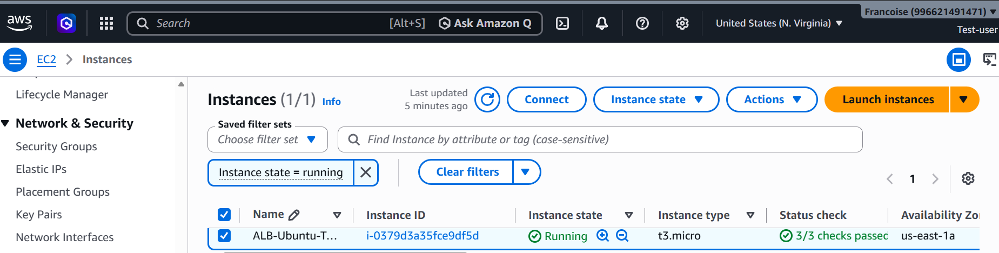 aws
Search [Alt+S] Ask Amazon Q United States (N. Virginia) Francoise (996621491471)
Test-user
EC2 Instances
Lifecycle Manager
Network & Security
Security Groups
Elastic IPs
Placement Groups
Key Pairs
Network Interfaces
Instances (1/1) Info
Last updated
5 minutes ago
Connect Instance state Actions Launch instances
Saved filter sets
Choose filter set Find Instance by attribute or tag (case-sensitive)
Instance state = running Clear filters
1
Name Instance ID Instance state Instance type Status check Availability Zo
ALB-Ubuntu-T... i-0379d3a35fce9df5d Running t3.micro 3/3 checks passed us-east-1a